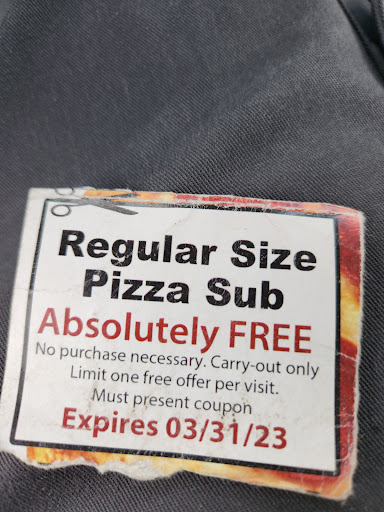 Regular Size
Pizza Sub
Absolutely FREE
No purchase necessary. Carry-out only
Limit one free offer per visit.
Must present coupon
Expires 03/31/23